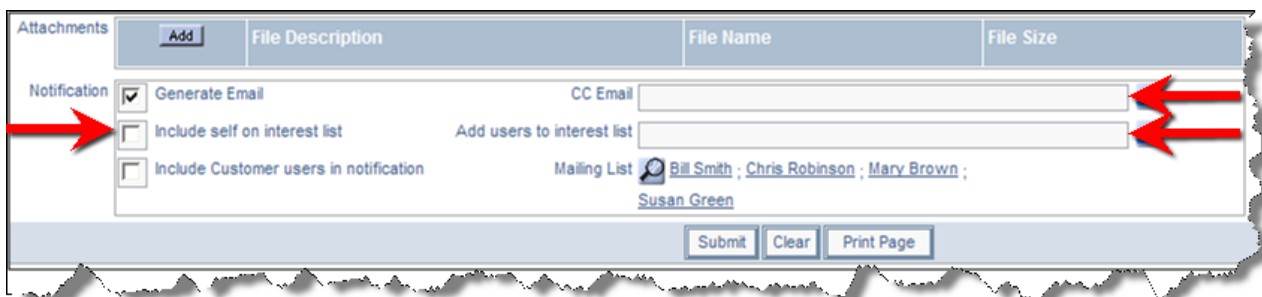 Attachments Add File Description File Name File Size
Notification Generate Email CC Email
Include self on interest list Add users to interest list
Include Customer users in notification Mailing List Bill Smith ; Chris Robinson ; Mary Brown ;
Susan Green
Submit Clear Print Page